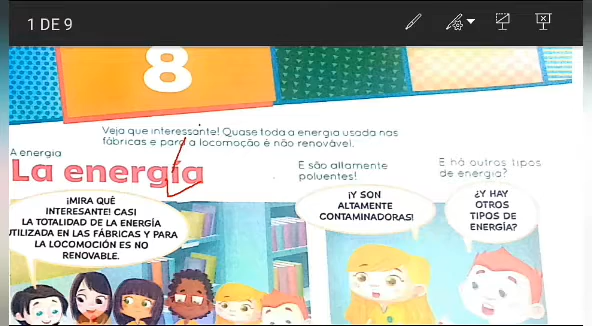 1 DE 9
8
Veja que interessante! Quase toda a energia usada nas
fábricas e para a locomoção é não renovável.
A energia
La energía
E são altamente
poluentes!
E há outros tipos
de energia?
¡MIRA QUÉ
INTERESANTE! CASI
LA TOTALIDAD DE LA ENERGÍA
UTILIZADA EN LAS FÁBRICAS Y PARA
LA LOCOMOCIÓN ES NO
RENOVABLE.
¡Y SON
ALTAMENTE
CONTAMINADORAS!
¿Y HAY
OTROS
TIPOS DE
ENERGÍA?